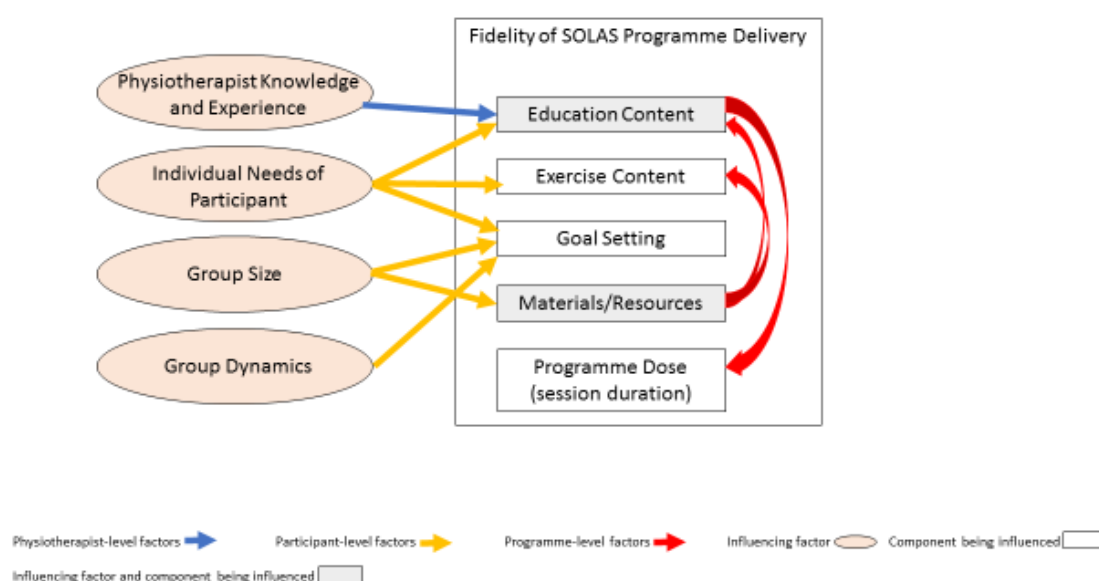 Fidelity of SOLAS Programme Delivery
Physiotherapist Knowledge
and Experience
Individual Needs of
Participant
Group Size
Group Dynamics
Education Content
Exercise Content
Goal Setting
Materials/Resources
Programme Dose
(session duration)
Physiotherapist-level factors
Participant-level factors
Programme-level factors
Influencing factor
Component being influenced
Influencing factor and component being influenced